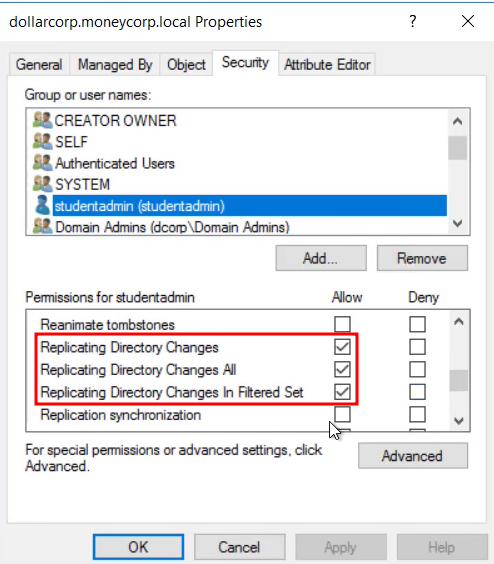 dollarcorp.moneycorp.local Properties
?
General Managed By Object Security Attribute Editor
Group or user names:
CREATOR OWNER
SELF
Authenticated Users
SYSTEM
studentadmin (studentadmin)
Domain Admins (dcorp\Domain Admins)
Add... Remove
Permissions for studentadmin Allow Deny
Reanimate tombstones
Replicating Directory Changes
Replicating Directory Changes All
Replicating Directory Changes In Filtered Set
Replication synchronization
For special permissions or advanced settings, click
Advanced.
Advanced
OK Cancel Apply Help